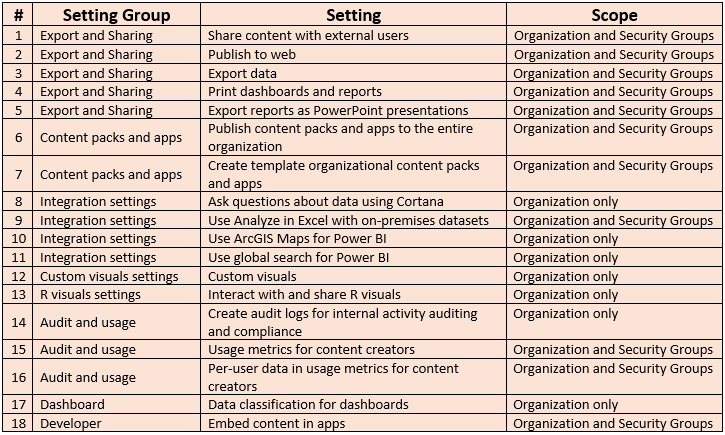 # Setting Group Setting Scope
1 Export and Sharing Share content with external users Organization and Security Groups
2 Export and Sharing Publish to web Organization and Security Groups
3 Export and Sharing Export data Organization and Security Groups
4 Export and Sharing Print dashboards and reports Organization and Security Groups
5 Export and Sharing Export reports as PowerPoint presentations Organization and Security Groups
6 Content packs and apps Publish content packs and apps to the entire Organization and Security Groups
organization
7 Content packs and apps Create template organizational content packs Organization and Security Groups
and apps
8 Integration settings Ask questions about data using Cortana Organization only
9 Integration settings Use Analyze in Excel with on-premises datasets Organization and Security Groups
10 Integration settings Use ArcGIS Maps for Power BI Organization only
11 Integration settings Use global search for Power BI Organization only
12 Custom visuals settings Custom visuals Organization only
13 R visuals settings Interact with and share R visuals Organization only
14 Audit and usage Create audit logs for internal activity auditing Organization only
and compliance
15 Audit and usage Usage metrics for content creators Organization and Security Groups
16 Audit and usage Per-user data in usage metrics for content Organization and Security Groups
creators
17 Dashboard Data classification for dashboards Organization only
18 Developer Embed content in apps Organization and Security Groups